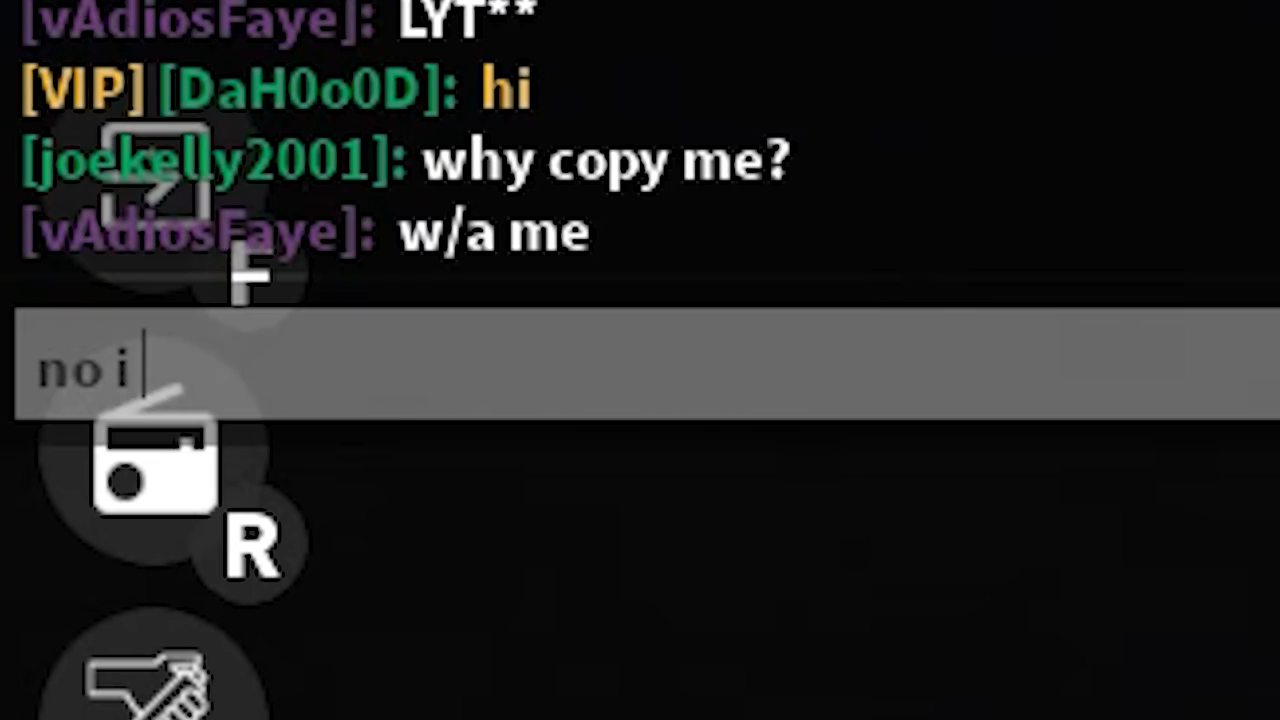 [vAdiosFaye]: LYT**
[VIP] [DaH0o0D]: hi
[joekelly2001]: why copy me?
[vAdiosFaye]: w/a me
F
no i
R